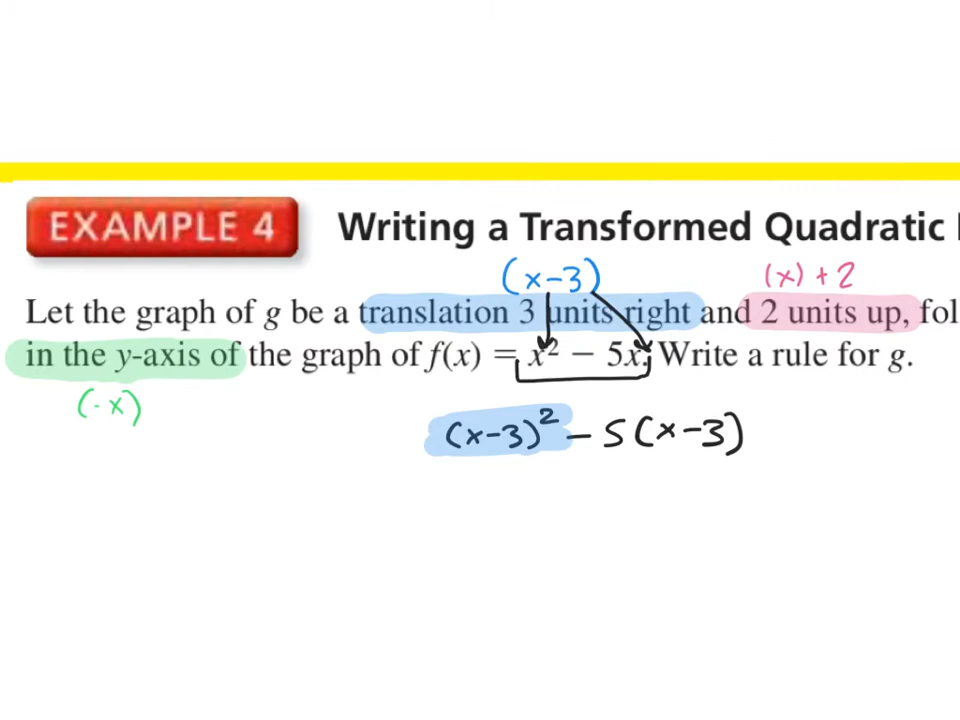 EXAMPLE 4 Writing a Transformed Quadratic
(x-3) (x) + 2
Let the graph of g be a translation 3 units right and 2 units up, fol
in the y-axis of the graph of f(x) = x² − 5x. Write a rule for g.
(-x)
(x-3)² - 5(x-3)